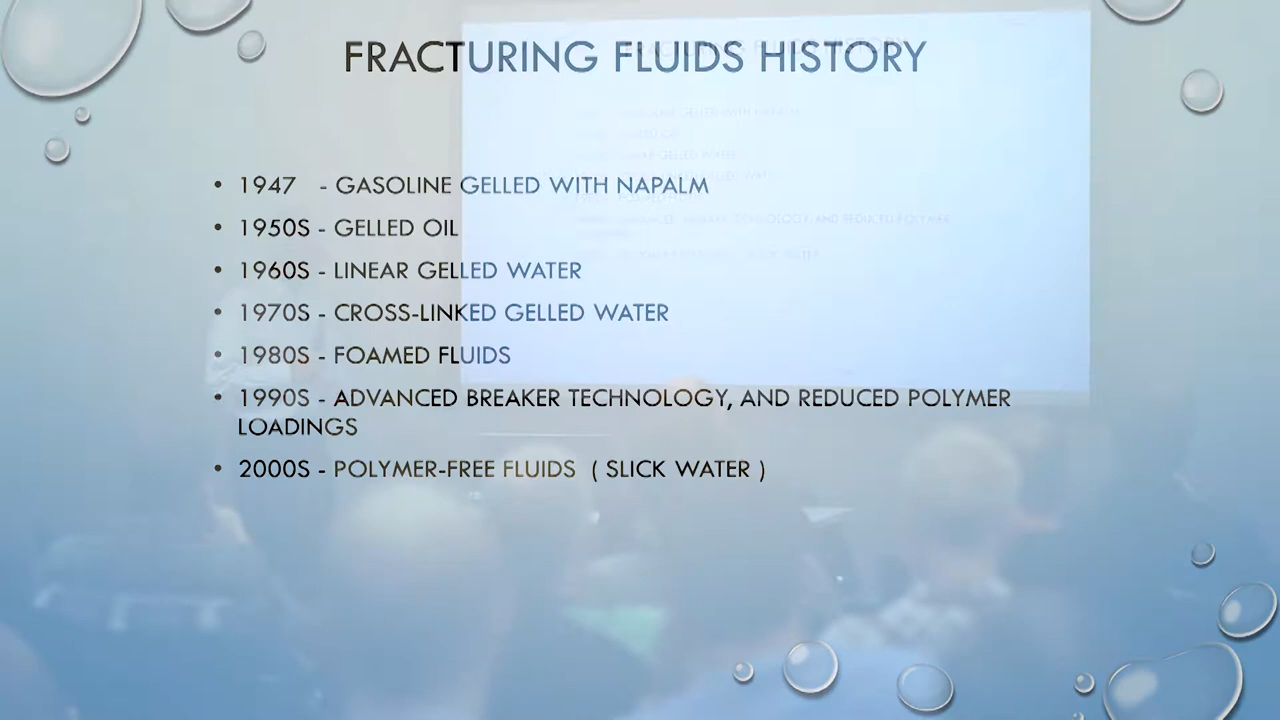 FRACTURING FLUIDS HISTORY
• 1947 - GASOLINE GELLED WITH NAPALM
• 1950S - GELLED OIL
• 1960S - LINEAR GELLED WATER
• 1970S - CROSS-LINKED GELLED WATER
• 1980S - FOAMED FLUIDS
• 1990S - ADVANCED BREAKER TECHNOLOGY, AND REDUCED POLYMER
LOADINGS
• 2000S - POLYMER-FREE FLUIDS ( SLICK WATER )